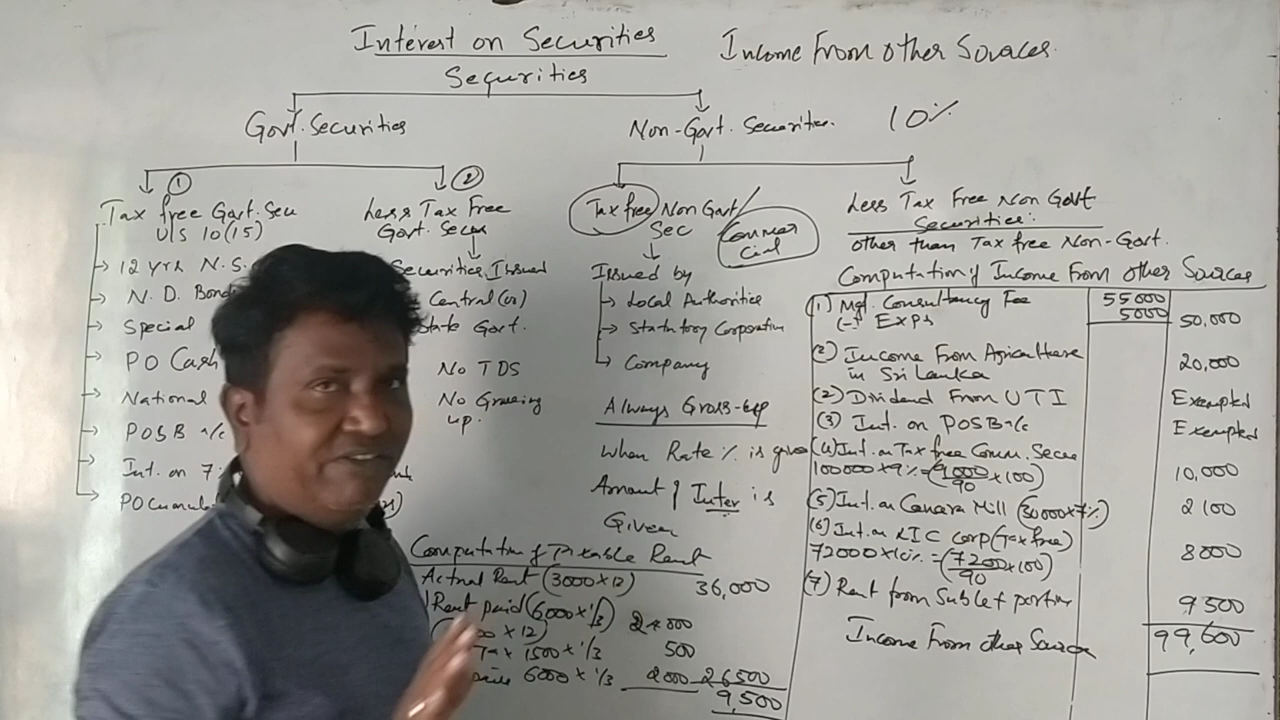 Interest on Securities
Income From other Sources
Securities
Govt. Securities
Non-Govt. Securities.
10%
1
2
Tax free Govt. Sec
U/S 10(15)
12 yrs N.S.
N. D. Bond
Special
PO Cash
National
POSB a/c
Int. on 7
PO cumula
Less Tax Free
Govt. Secu
Securities Issued
Central (or)
State Govt.
No TDS
No Grossing
up.
Tax free Non Govt
Sec
Commer
cial
Issued by
Local Authorities
Statutory Corporation
Company
Always Gross-up
When Rate % is given
Amount of Inter is
Given
Less Tax Free Non Govt
Securities:
other than Tax free Non-Govt.
Computation of Income From other Sources
(1) Mgt. Consultancy Fee 55000
(-) Exps 5000 50,000
(2) Income From Agriculture
in Sri Lanka 20,000
(2) Dividend From UTI Exempted
(3) Int. on POSB a/c Exempted
(4) Int. on Tax free Comm. Secu
100000 x 9% = (9000/90 x 100) 10,000
(5) Int. on Canara Mill (30000 x 7%) 2100
(6) Int. on LIC Corp (Tax free)
72000 x 10% = (7200/90 x 100) 8000
(7) Rent from Sublet portion 9500
Income From other Sources 99,600
Computation of Taxable Rent
Actual Rent (3000 x 12) 36,000
Rent paid (6000 x 1/3)
x 12) 24000
Tax 1500 x 1/3 500
6000 x 1/3 2000 26500
9,500